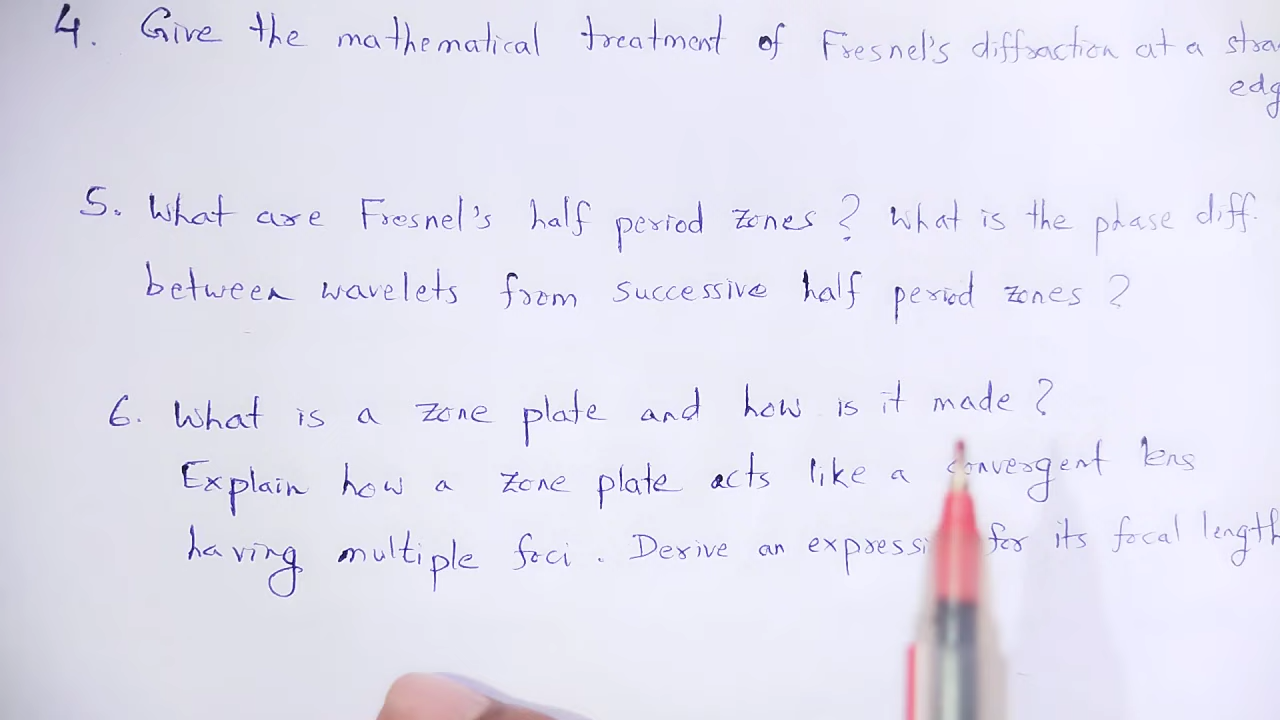 4. Give the mathematical treatment of Fresnel's diffraction at a stra
edg
5. What are Fresnel's half period zones? What is the phase diff.
between wavelets from successive half period zones?
6. What is a zone plate and how is it made?
Explain how a zone plate acts like a convergent lens
having multiple foci. Derive an expressi for its focal length